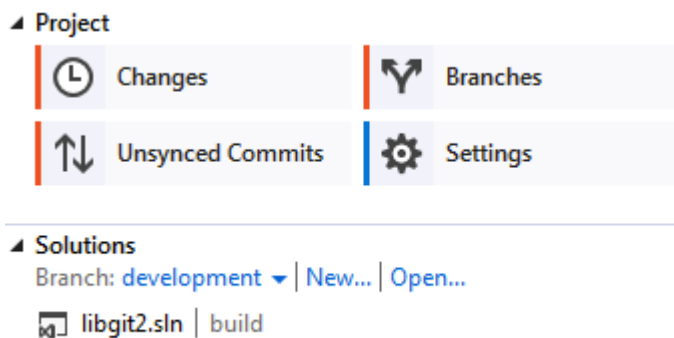 Project
Changes
Branches
Unsynced Commits
Settings
Solutions
Branch: development | New... | Open...
libgit2.sln | build